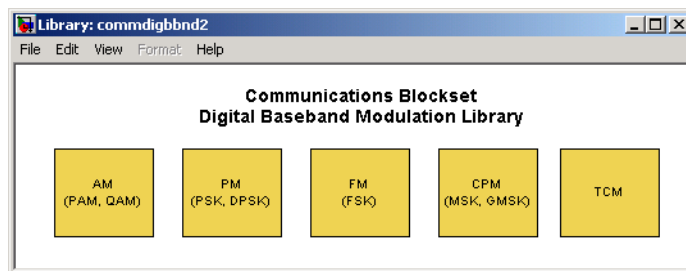 Library: commdigbbnd2
File Edit View Format Help
Communications Blockset
Digital Baseband Modulation Library
AM
(PAM, QAM)
PM
(PSK, DPSK)
FM
(FSK)
CPM
(MSK, GMSK)
TCM